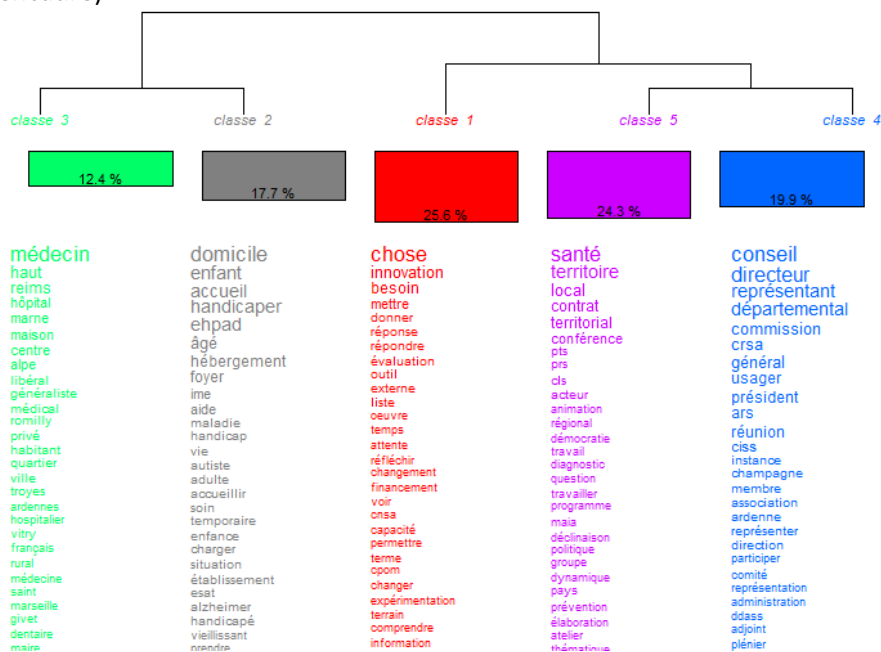 classe 3
classe 2
classe 1
classe 5
classe 4
12.4 %
17.7 %
25.6 %
24.3 %
19.9 %
médecin
haut
reims
hôpital
marne
maison
centre
alpe
libéral
généraliste
médical
romilly
privé
habitant
quartier
ville
troyes
ardennes
hospitalier
vitry
français
rural
médecine
saint
marseille
givet
dentaire
maire
domicile
enfant
accueil
handicaper
ehpad
âgé
hébergement
foyer
ime
aide
maladie
handicap
vie
autiste
adulte
accueillir
soin
temporaire
enfance
charger
situation
établissement
esat
alzheimer
handicapé
vieillissant
prendre
chose
innovation
besoin
mettre
donner
réponse
répondre
évaluation
outil
externe
liste
oeuvre
temps
attente
réfléchir
changement
financement
voir
cnsa
capacité
permettre
terme
cpom
changer
expérimentation
terrain
comprendre
information
santé
territoire
local
contrat
territorial
conférence
pts
prs
cls
acteur
animation
régional
démocratie
travail
diagnostic
question
travailler
programme
maia
déclinaison
politique
groupe
dynamique
pays
prévention
élaboration
atelier
thématique
conseil
directeur
représentant
départemental
commission
crsa
général
usager
président
ars
réunion
ciss
instance
champagne
membre
association
ardenne
représenter
direction
participer
comité
représentation
administration
ddass
adjoint
plénier